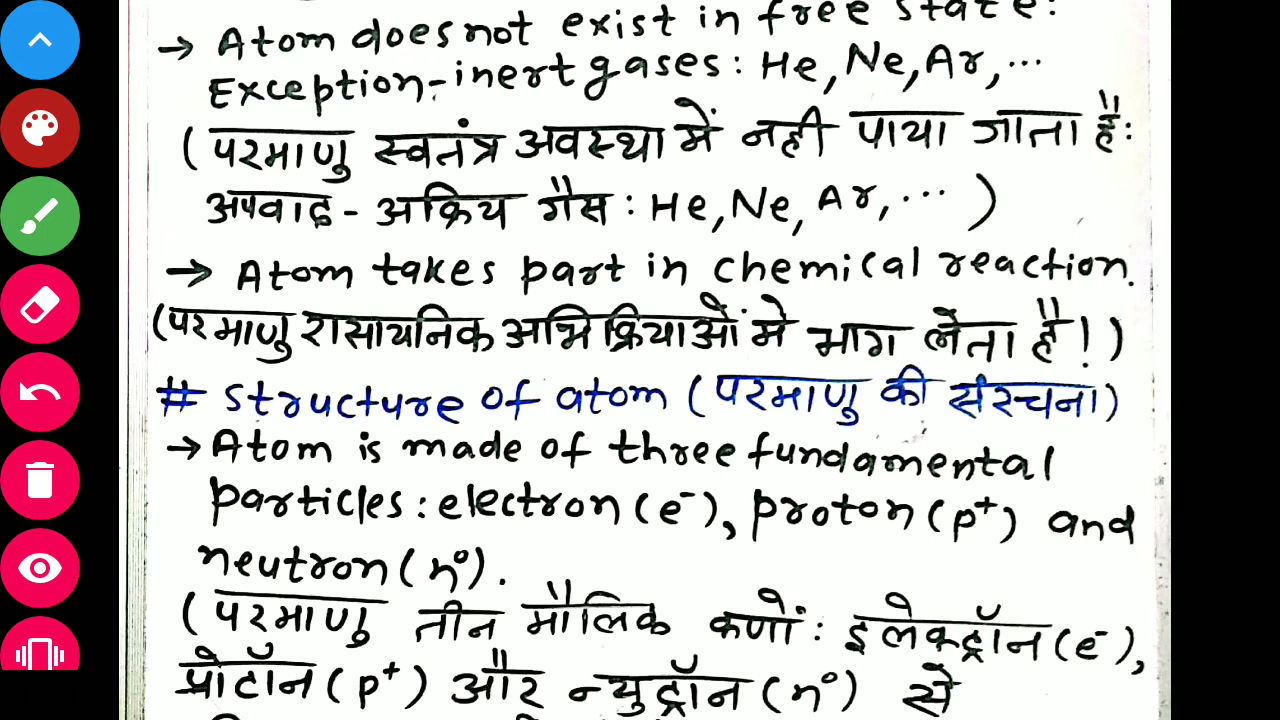 → Atom does not exist in free state:
Exception-inert gases: He, Ne, Ar, ...
(परमाणु स्वतंत्र अवस्था में नही पाया जाता है:
अपवाद - अक्रिय गैस : He, Ne, Ar, ... )
→ Atom takes part in chemical reaction.
(परमाणु रासायनिक अभिक्रियाओं मे भाग लेता है!)
# Structure of atom (परमाणु की संरचना)
→ Atom is made of three fundamental
particles: electron (e⁻), proton (p⁺) and
neutron (n⁰).
(परमाणु तीन मौलिक कणों: इलेक्ट्रॉन (e⁻),
प्रोटॉन (p⁺) और न्युट्रॉन (n⁰) से